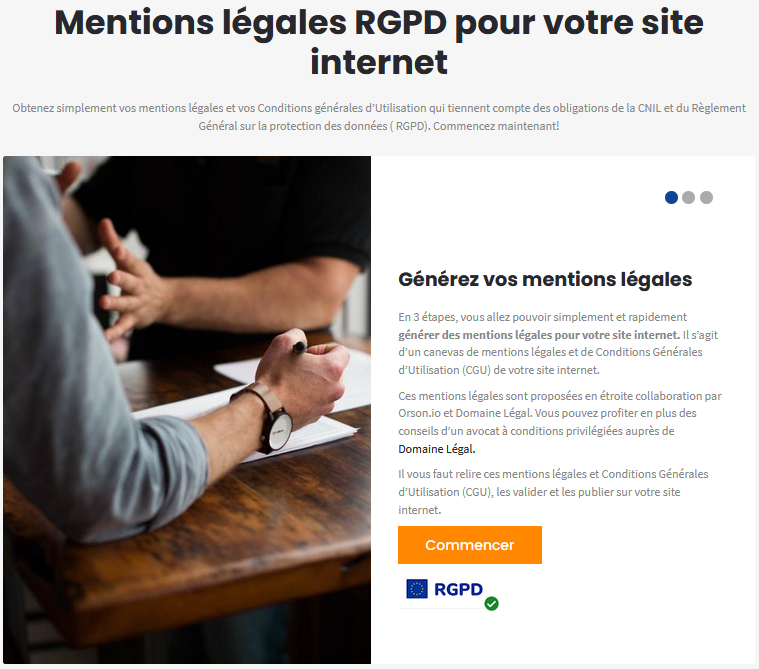 Mentions légales RGPD pour votre site
internet
Obtenez simplement vos mentions légales et vos Conditions générales d'Utilisation qui tiennent compte des obligations de la CNIL et du Règlement
Général sur la protection des données ( RGPD). Commencez maintenant!
Générez vos mentions légales
En 3 étapes, vous allez pouvoir simplement et rapidement
générer des mentions légales pour votre site internet. Il s'agit
d'un canevas de mentions légales et de Conditions Générales
d'Utilisation (CGU) de votre site internet.
Ces mentions légales sont proposées en étroite collaboration par
Orson.io et Domaine Légal. Vous pouvez profiter en plus des
conseils d'un avocat à conditions privilégiées auprès de
Domaine Légal.
Il vous faut relire ces mentions légales et Conditions Générales
d'Utilisation (CGU), les valider et les publier sur votre site
internet.
Commencer
RGPD